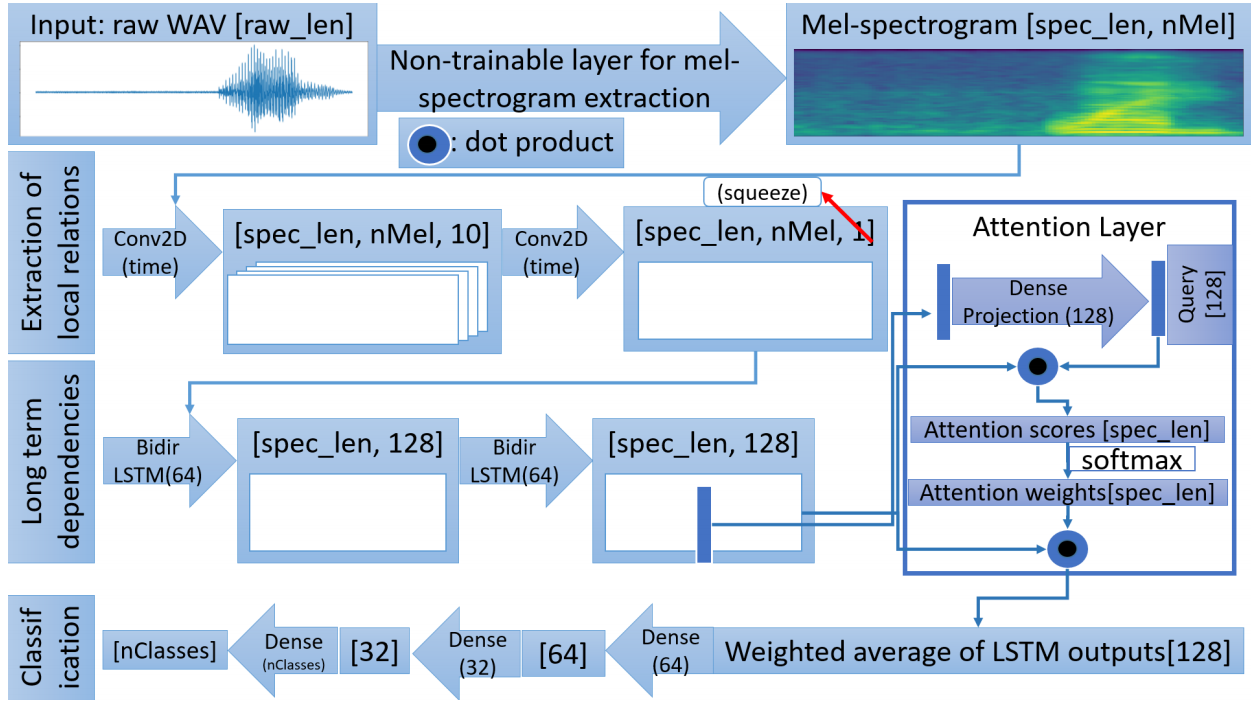 Input: raw WAV [raw_len]
Non-trainable layer for mel-
spectrogram extraction
Mel-spectrogram [spec_len, nMel]
: dot product
Extraction of
local relations
Conv2D
(time)
[spec_len, nMel, 10]
Conv2D
(time)
(squeeze)
[spec_len, nMel, 1]
Attention Layer
Dense
Projection (128)
Query
[128]
Attention scores [spec_len]
softmax
Attention weights[spec_len]
Long term
dependencies
Bidir
LSTM(64)
[spec_len, 128]
Bidir
LSTM(64)
[spec_len, 128]
Classif
ication
[nClasses]
Dense
(nClasses)
[32]
Dense
(32)
[64]
Dense
(64)
Weighted average of LSTM outputs[128]